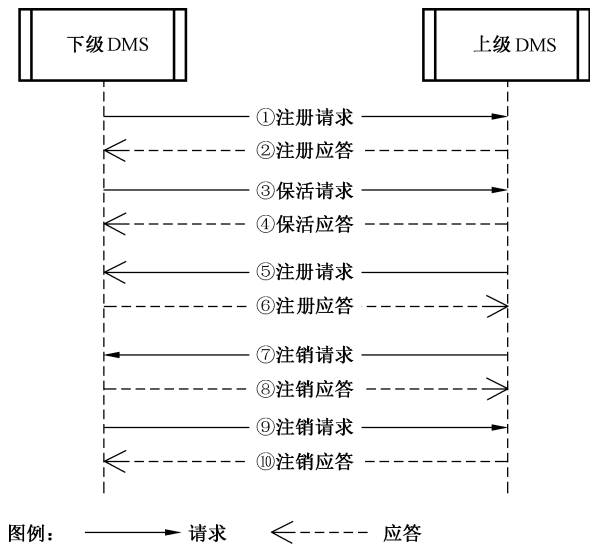 下级DMS
上级DMS
①注册请求
②注册应答
③保活请求
④保活应答
⑤注册请求
⑥注册应答
⑦注销请求
⑧注销应答
⑨注销请求
⑩注销应答
图例： 请求 应答